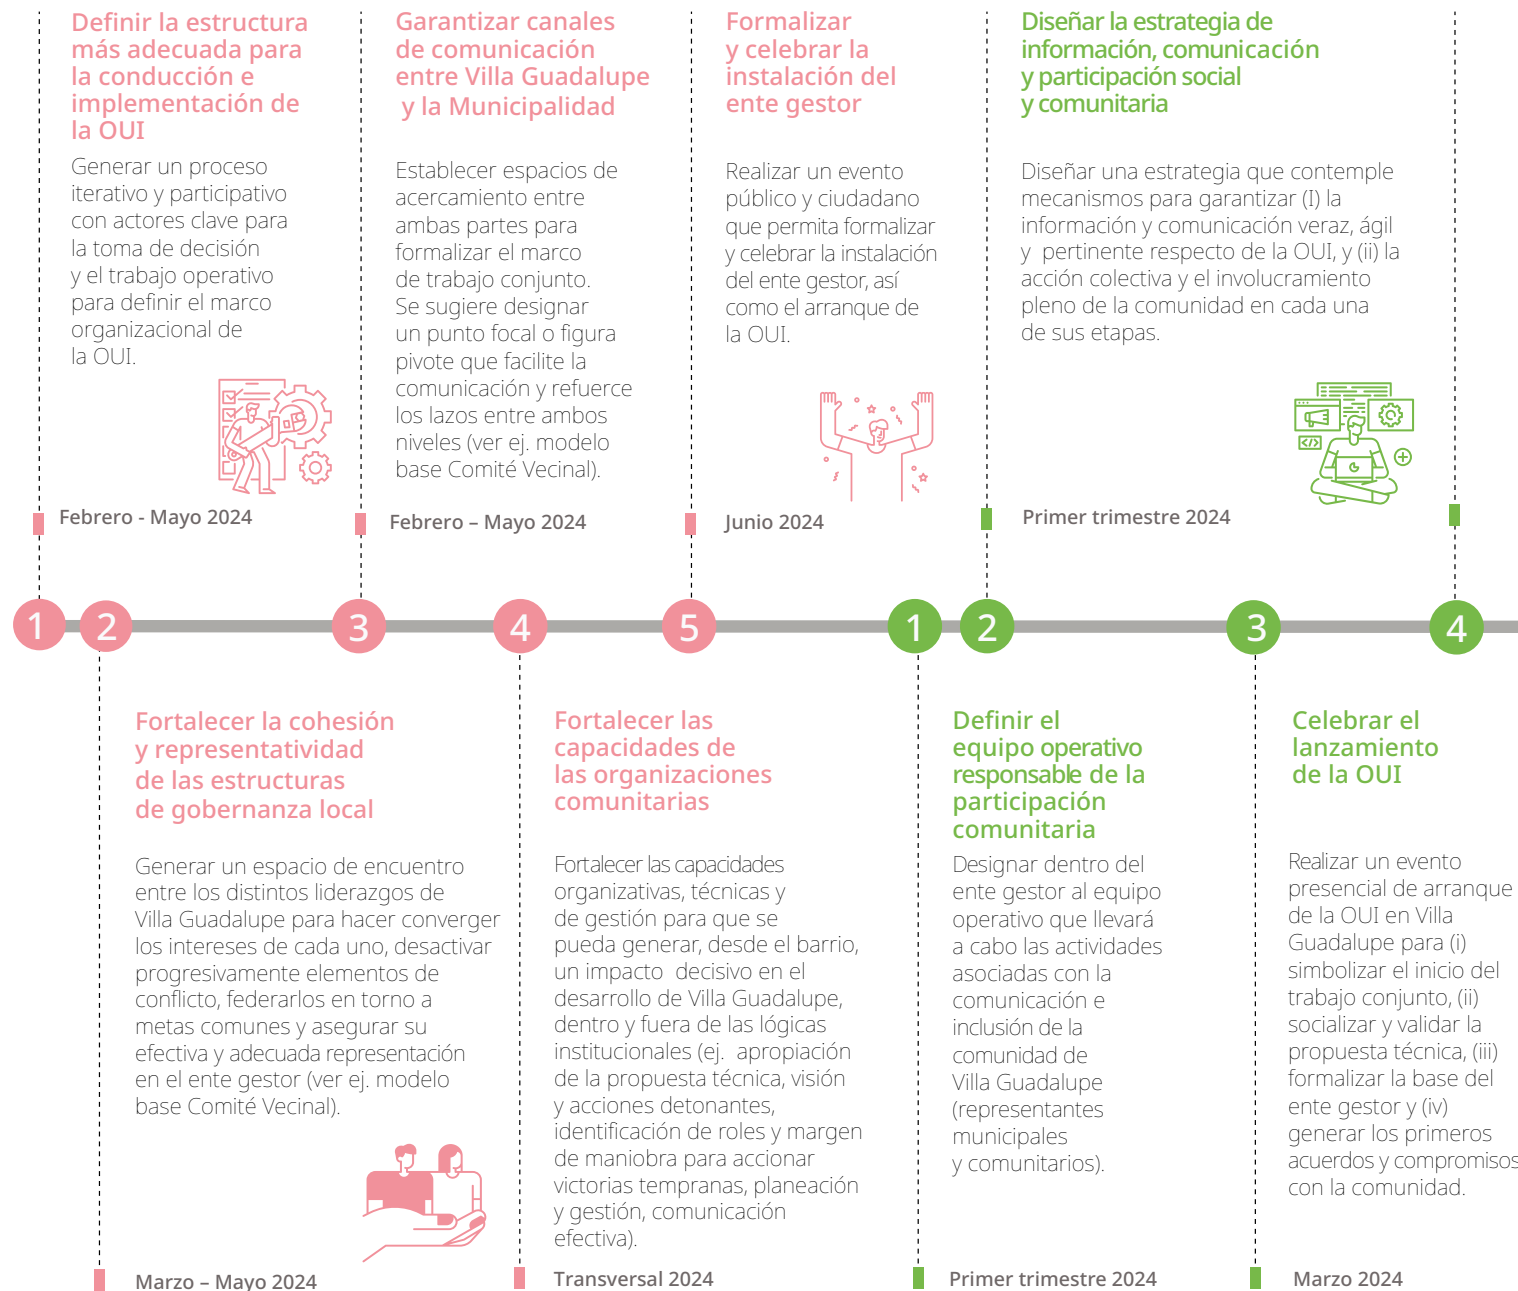 Definir la estructura
más adecuada para
la conducción e
implementación de
la OUI
Generar un proceso
iterativo y participativo
con actores clave para
la toma de decisión
y el trabajo operativo
para definir el marco
organizacional de
la OUI.
Febrero - Mayo 2024
Garantizar canales
de comunicación
entre Villa Guadalupe
y la Municipalidad
Establecer espacios de
acercamiento entre
ambas partes para
formalizar el marco
de trabajo conjunto.
Se sugiere designar
un punto focal o figura
pivote que facilite la
comunicación y refuerce
los lazos entre ambos
niveles (ver ej. modelo
base Comité Vecinal).
Febrero – Mayo 2024
Formalizar
y celebrar la
instalación del
ente gestor
Realizar un evento
público y ciudadano
que permita formalizar
y celebrar la instalación
del ente gestor, así
como el arranque de
la OUI.
Junio 2024
Diseñar la estrategia de
información, comunicación
y participación social
y comunitaria
Diseñar una estrategia que contemple
mecanismos para garantizar (I) la
información y comunicación veraz, ágil
y pertinente respecto de la OUI, y (ii) la
acción colectiva y el involucramiento
pleno de la comunidad en cada una
de sus etapas.
</>
Primer trimestre 2024
1 2 3 4 5 1 2 3 4
Fortalecer la cohesión
y representatividad
de las estructuras
de gobernanza local
Generar un espacio de encuentro
entre los distintos liderazgos de
Villa Guadalupe para hacer converger
los intereses de cada uno, desactivar
progresivamente elementos de
conflicto, federarlos en torno a
metas comunes y asegurar su
efectiva y adecuada representación
en el ente gestor (ver ej. modelo
base Comité Vecinal).
Marzo – Mayo 2024
Fortalecer las
capacidades de
las organizaciones
comunitarias
Fortalecer las capacidades
organizativas, técnicas y
de gestión para que se
pueda generar, desde el barrio,
un impacto decisivo en el
desarrollo de Villa Guadalupe,
dentro y fuera de las lógicas
institucionales (ej. apropiación
de la propuesta técnica, visión
y acciones detonantes,
identificación de roles y margen
de maniobra para accionar
victorias tempranas, planeación
y gestión, comunicación
efectiva).
Transversal 2024
Definir el
equipo operativo
responsable de la
participación
comunitaria
Designar dentro del
ente gestor al equipo
operativo que llevará
a cabo las actividades
asociadas con la
comunicación e
inclusión de la
comunidad de
Villa Guadalupe
(representantes
municipales
y comunitarios).
Primer trimestre 2024
Celebrar el
lanzamiento
de la OUI
Realizar un evento
presencial de arranque
de la OUI en Villa
Guadalupe para (i)
simbolizar el inicio del
trabajo conjunto, (ii)
socializar y validar la
propuesta técnica, (iii)
formalizar la base del
ente gestor y (iv)
generar los primeros
acuerdos y compromisos
con la comunidad.
Marzo 2024